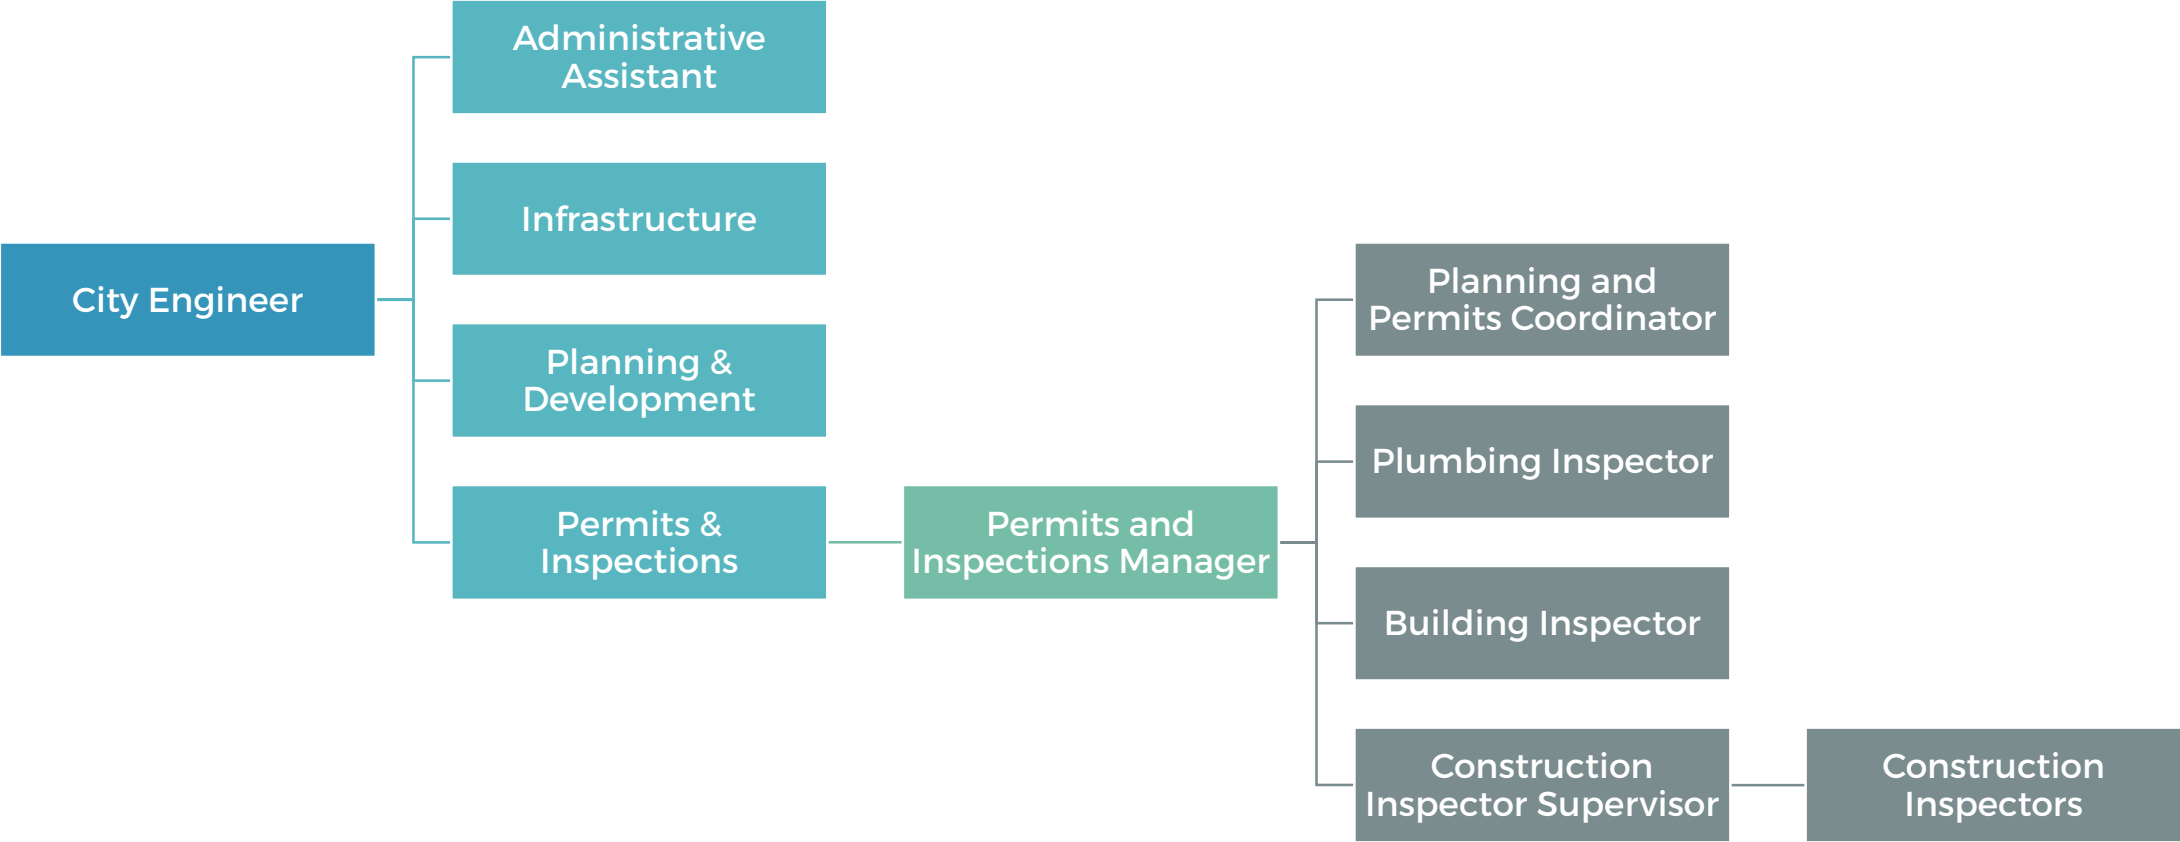 City Engineer
Administrative
Assistant
Infrastructure
Planning &
Development
Permits &
Inspections
Permits and
Inspections Manager
Planning and
Permits Coordinator
Plumbing Inspector
Building Inspector
Construction
Inspector Supervisor
Construction
Inspectors